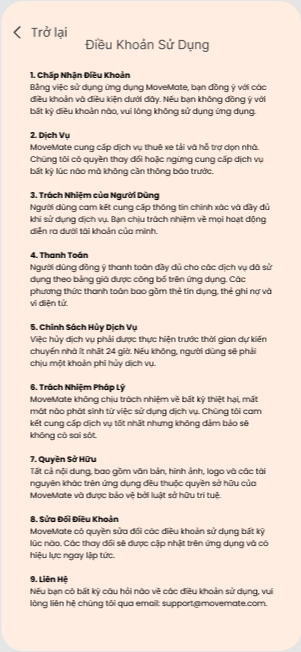 Trở lại
Điều Khoản Sử Dụng
1. Chấp Nhận Điều Khoản
Bằng việc sử dụng ứng dụng MoveMate, bạn đồng ý với các
điều khoản và điều kiện dưới đây. Nếu bạn không đồng ý với
bất kỳ điều khoản nào, vui lòng không sử dụng ứng dụng.
2. Dịch Vụ
MoveMate cung cấp dịch vụ thuê xe tải và hỗ trợ dọn nhà.
Chúng tôi có quyền thay đổi hoặc ngừng cung cấp dịch vụ
bất kỳ lúc nào mà không cần thông báo trước.
3. Trách Nhiệm của Người Dùng
Người dùng cam kết cung cấp thông tin chính xác và đầy đủ
khi sử dụng dịch vụ. Bạn chịu trách nhiệm về mọi hoạt động
diễn ra dưới tài khoản của mình.
4. Thanh Toán
Người dùng đồng ý thanh toán đầy đủ cho các dịch vụ đã sử
dụng theo bảng giá được công bố trên ứng dụng. Các
phương thức thanh toán bao gồm thẻ tín dụng, thẻ ghi nợ và
ví điện tử.
5. Chính Sách Hủy Dịch Vụ
Việc hủy dịch vụ phải được thực hiện trước thời gian dự kiến
chuyển nhà ít nhất 24 giờ. Nếu không, người dùng sẽ phải
chịu một khoản phí hủy dịch vụ.
6. Trách Nhiệm Pháp Lý
MoveMate không chịu trách nhiệm về bất kỳ thiệt hại, mất
mát nào phát sinh từ việc sử dụng dịch vụ. Chúng tôi cam
kết cung cấp dịch vụ tốt nhất nhưng không đảm bảo sẽ
không có sai sót.
7. Quyền Sở Hữu
Tất cả nội dung, bao gồm văn bản, hình ảnh, logo và các tài
nguyên khác trên ứng dụng đều thuộc quyền sở hữu của
MoveMate và được bảo vệ bởi luật sở hữu trí tuệ.
8. Sửa Đổi Điều Khoản
MoveMate có quyền sửa đổi các điều khoản sử dụng bất kỳ
lúc nào. Các thay đổi sẽ được cập nhật trên ứng dụng và có
hiệu lực ngay lập tức.
9. Liên Hệ
Nếu bạn có bất kỳ câu hỏi nào về các điều khoản sử dụng, vui
lòng liên hệ chúng tôi qua email: support@movemate.com.